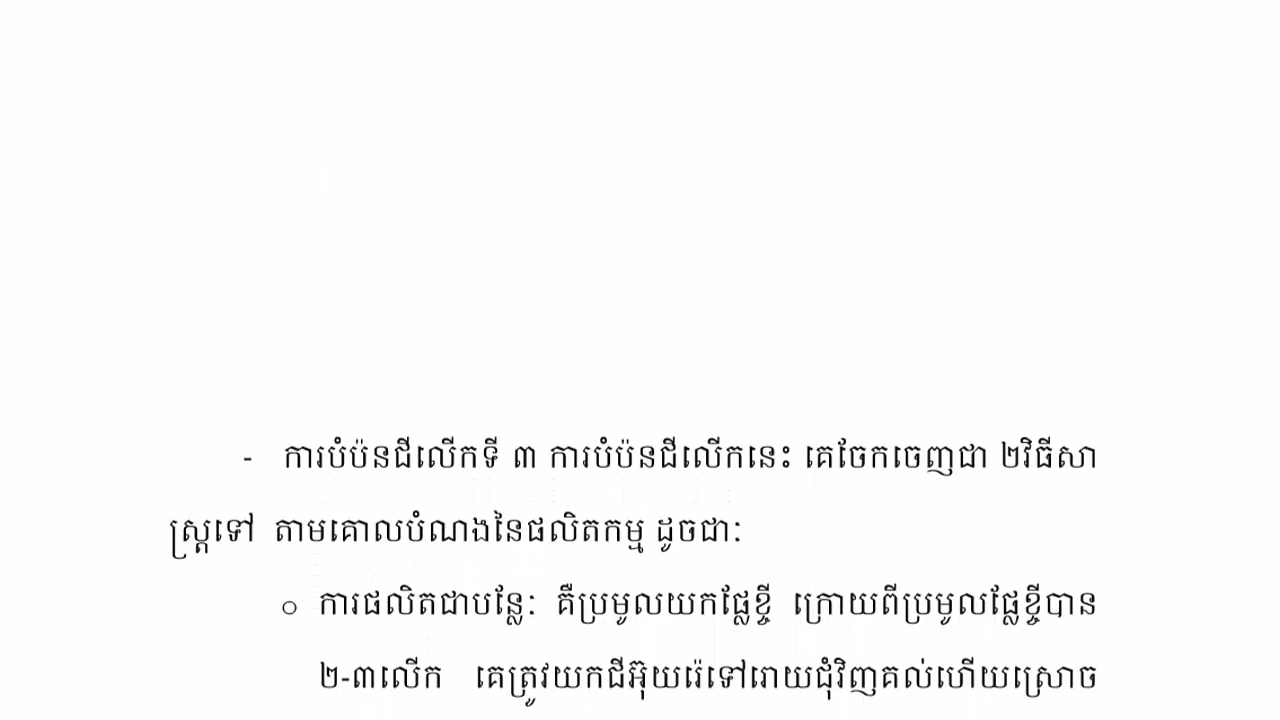 - ការបំប៉នជីលើកទី ៣ ការបំប៉នជីលើកនេះ គេចែកចេញជា ២វិធីសា
ស្ត្រទៅ តាមគោលបំណងនៃផលិតកម្ម ដូចជា:
o ការផលិតជាបន្លែ: គឺប្រមូលយកផ្លែខ្ចី ក្រោយពីប្រមូលផ្លែខ្ចីបាន
២-៣លើក គេត្រូវយកជីអ៊ុយរ៉េទៅរោយជុំវិញគល់ហើយស្រោច